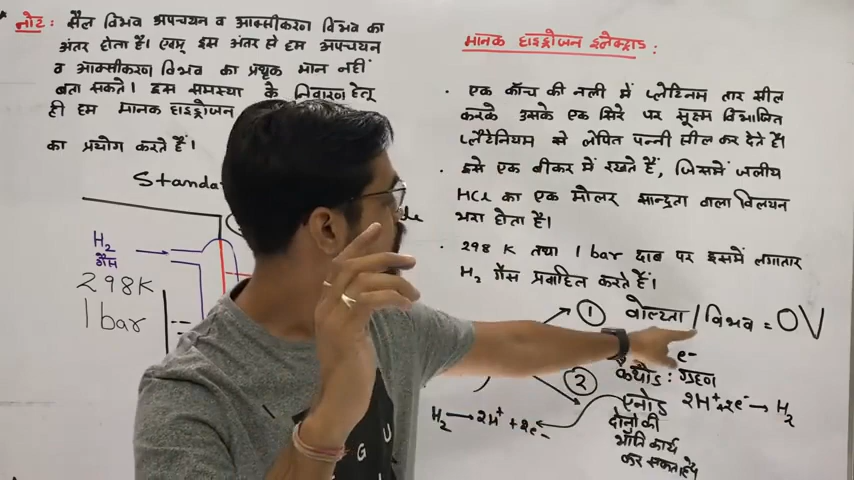 नोट: सैल विभव अपचयन व आक्सीकरण विभव का
अंतर होता है। एवम् इस अंतर से हम अपचयन
व आक्सीकरण विभव का प्रथक मान नहीं
बता सकते। इस समस्या के निवारण हेतू
ही हम मानक हाइड्रोजन
का प्रयोग करते हैं।
Standa
H2
गैस
298K
1 bar
मानक हाइड्रोजन इलेक्ट्राड:
· एक काँच की नली में प्लेटिनम तार सील
करके उसके एक सिरे पर सूक्ष्म विभाजित
प्लैटेनियम से लेपित पन्नी सील कर देते हैं।
· इसे एक बीकर में रखते हैं, जिसमें जलीय
HCl का एक मोलर सान्द्रता वाला विलयन
भरा होता है।
· 298 K तथा 1 bar दाब पर इसमें लगातार
H2 गैस प्रवाहित करते हैं।
① वोल्टता / विभव = 0V
e-
② कैथोड: ग्रहण
एनोड 2H+ + 2e- → H2
दोनो की
भाँति कार्य
कर सकता है
H2 → 2H+ + 2e-